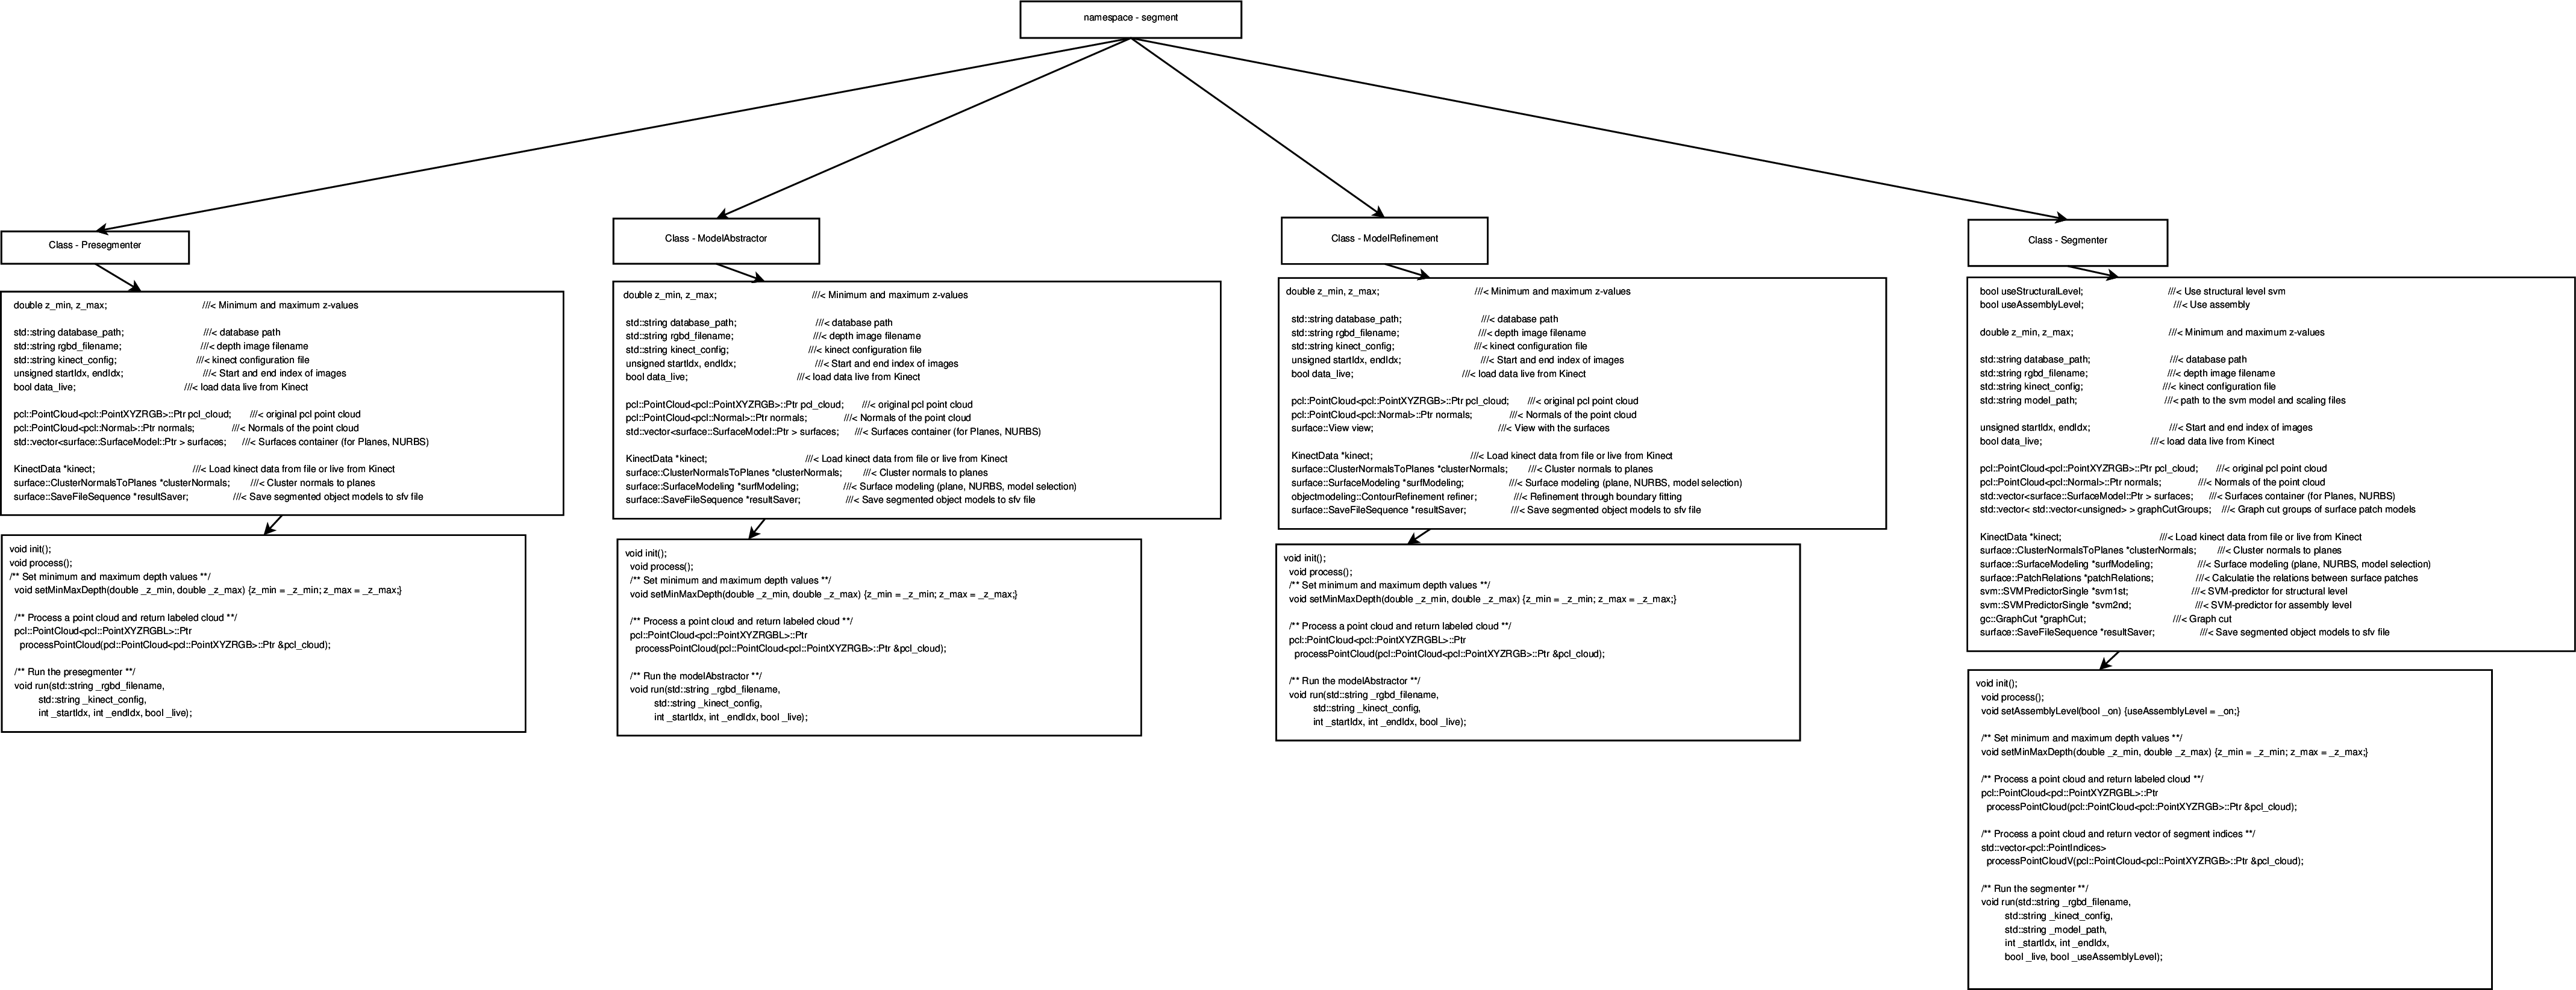 namespace - segment
Class - Presegmenter
double z_min, z_max; ///< Minimum and maximum z-values
std::string database_path; ///< database path
std::string rgbd_filename; ///< depth image filename
std::string kinect_config; ///< kinect configuration file
unsigned startIdx, endIdx; ///< Start and end index of images
bool data_live; ///< load data live from Kinect
pcl::PointCloud<pcl::PointXYZRGB>::Ptr pcl_cloud; ///< original pcl point cloud
pcl::PointCloud<pcl::Normal>::Ptr normals; ///< Normals of the point cloud
std::vector<surface::SurfaceModel::Ptr > surfaces; ///< Surfaces container (for Planes, NURBS)
KinectData *kinect; ///< Load kinect data from file or live from Kinect
surface::ClusterNormalsToPlanes *clusterNormals; ///< Cluster normals to planes
surface::SaveFileSequence *resultSaver; ///< Save segmented object models to sfv file
void init();
void process();
/** Set minimum and maximum depth values **/
void setMinMaxDepth(double _z_min, double _z_max) {z_min = _z_min; z_max = _z_max;}
/** Process a point cloud and return labeled cloud **/
pcl::PointCloud<pcl::PointXYZRGBL>::Ptr
processPointCloud(pcl::PointCloud<pcl::PointXYZRGB>::Ptr &pcl_cloud);
/** Run the presegmenter **/
void run(std::string _rgbd_filename,
std::string _kinect_config,
int _startIdx, int _endIdx, bool _live);
Class - ModelAbstractor
double z_min, z_max; ///< Minimum and maximum z-values
std::string database_path; ///< database path
std::string rgbd_filename; ///< depth image filename
std::string kinect_config; ///< kinect configuration file
unsigned startIdx, endIdx; ///< Start and end index of images
bool data_live; ///< load data live from Kinect
pcl::PointCloud<pcl::PointXYZRGB>::Ptr pcl_cloud; ///< original pcl point cloud
pcl::PointCloud<pcl::Normal>::Ptr normals; ///< Normals of the point cloud
std::vector<surface::SurfaceModel::Ptr > surfaces; ///< Surfaces container (for Planes, NURBS)
KinectData *kinect; ///< Load kinect data from file or live from Kinect
surface::ClusterNormalsToPlanes *clusterNormals; ///< Cluster normals to planes
surface::SurfaceModeling *surfModeling; ///< Surface modeling (plane, NURBS, model selection)
surface::SaveFileSequence *resultSaver; ///< Save segmented object models to sfv file
void init();
void process();
/** Set minimum and maximum depth values **/
void setMinMaxDepth(double _z_min, double _z_max) {z_min = _z_min; z_max = _z_max;}
/** Process a point cloud and return labeled cloud **/
pcl::PointCloud<pcl::PointXYZRGBL>::Ptr
processPointCloud(pcl::PointCloud<pcl::PointXYZRGB>::Ptr &pcl_cloud);
/** Run the modelAbstractor **/
void run(std::string _rgbd_filename,
std::string _kinect_config,
int _startIdx, int _endIdx, bool _live);
Class - ModelRefinement
double z_min, z_max; ///< Minimum and maximum z-values
std::string database_path; ///< database path
std::string rgbd_filename; ///< depth image filename
std::string kinect_config; ///< kinect configuration file
unsigned startIdx, endIdx; ///< Start and end index of images
bool data_live; ///< load data live from Kinect
pcl::PointCloud<pcl::PointXYZRGB>::Ptr pcl_cloud; ///< original pcl point cloud
pcl::PointCloud<pcl::Normal>::Ptr normals; ///< Normals of the point cloud
surface::View view; ///< View with the surfaces
KinectData *kinect; ///< Load kinect data from file or live from Kinect
surface::ClusterNormalsToPlanes *clusterNormals; ///< Cluster normals to planes
surface::SurfaceModeling *surfModeling; ///< Surface modeling (plane, NURBS, model selection)
objectmodeling::ContourRefinement refiner; ///< Refinement through boundary fitting
surface::SaveFileSequence *resultSaver; ///< Save segmented object models to sfv file
void init();
void process();
/** Set minimum and maximum depth values **/
void setMinMaxDepth(double _z_min, double _z_max) {z_min = _z_min; z_max = _z_max;}
/** Process a point cloud and return labeled cloud **/
pcl::PointCloud<pcl::PointXYZRGBL>::Ptr
processPointCloud(pcl::PointCloud<pcl::PointXYZRGB>::Ptr &pcl_cloud);
/** Run the modelAbstractor **/
void run(std::string _rgbd_filename,
std::string _kinect_config,
int _startIdx, int _endIdx, bool _live);
Class - Segmenter
bool useStructuralLevel; ///< Use structural level svm
bool useAssemblyLevel; ///< Use assembly
double z_min, z_max; ///< Minimum and maximum z-values
std::string database_path; ///< database path
std::string rgbd_filename; ///< depth image filename
std::string kinect_config; ///< kinect configuration file
std::string model_path; ///< path to the svm model and scaling files
unsigned startIdx, endIdx; ///< Start and end index of images
bool data_live; ///< load data live from Kinect
pcl::PointCloud<pcl::PointXYZRGB>::Ptr pcl_cloud; ///< original pcl point cloud
pcl::PointCloud<pcl::Normal>::Ptr normals; ///< Normals of the point cloud
std::vector<surface::SurfaceModel::Ptr > surfaces; ///< Surfaces container (for Planes, NURBS)
std::vector< std::vector<unsigned> > graphCutGroups; ///< Graph cut groups of surface patch models
KinectData *kinect; ///< Load kinect data from file or live from Kinect
surface::ClusterNormalsToPlanes *clusterNormals; ///< Cluster normals to planes
surface::SurfaceModeling *surfModeling; ///< Surface modeling (plane, NURBS, model selection)
surface::PatchRelations *patchRelations; ///< Calculatie the relations between surface patches
svm::SVMPredictorSingle *svm1st; ///< SVM-predictor for structural level
svm::SVMPredictorSingle *svm2nd; ///< SVM-predictor for assembly level
gc::GraphCut *graphCut; ///< Graph cut
surface::SaveFileSequence *resultSaver; ///< Save segmented object models to sfv file
void init();
void process();
void setAssemblyLevel(bool _on) {useAssemblyLevel = _on;}
/** Set minimum and maximum depth values **/
void setMinMaxDepth(double _z_min, double _z_max) {z_min = _z_min; z_max = _z_max;}
/** Process a point cloud and return labeled cloud **/
pcl::PointCloud<pcl::PointXYZRGBL>::Ptr
processPointCloud(pcl::PointCloud<pcl::PointXYZRGB>::Ptr &pcl_cloud);
/** Process a point cloud and return vector of segment indices **/
std::vector<pcl::PointIndices>
processPointCloudV(pcl::PointCloud<pcl::PointXYZRGB>::Ptr &pcl_cloud);
/** Run the segmenter **/
void run(std::string _rgbd_filename,
std::string _kinect_config,
std::string _model_path,
int _startIdx, int _endIdx,
bool _live, bool _useAssemblyLevel);